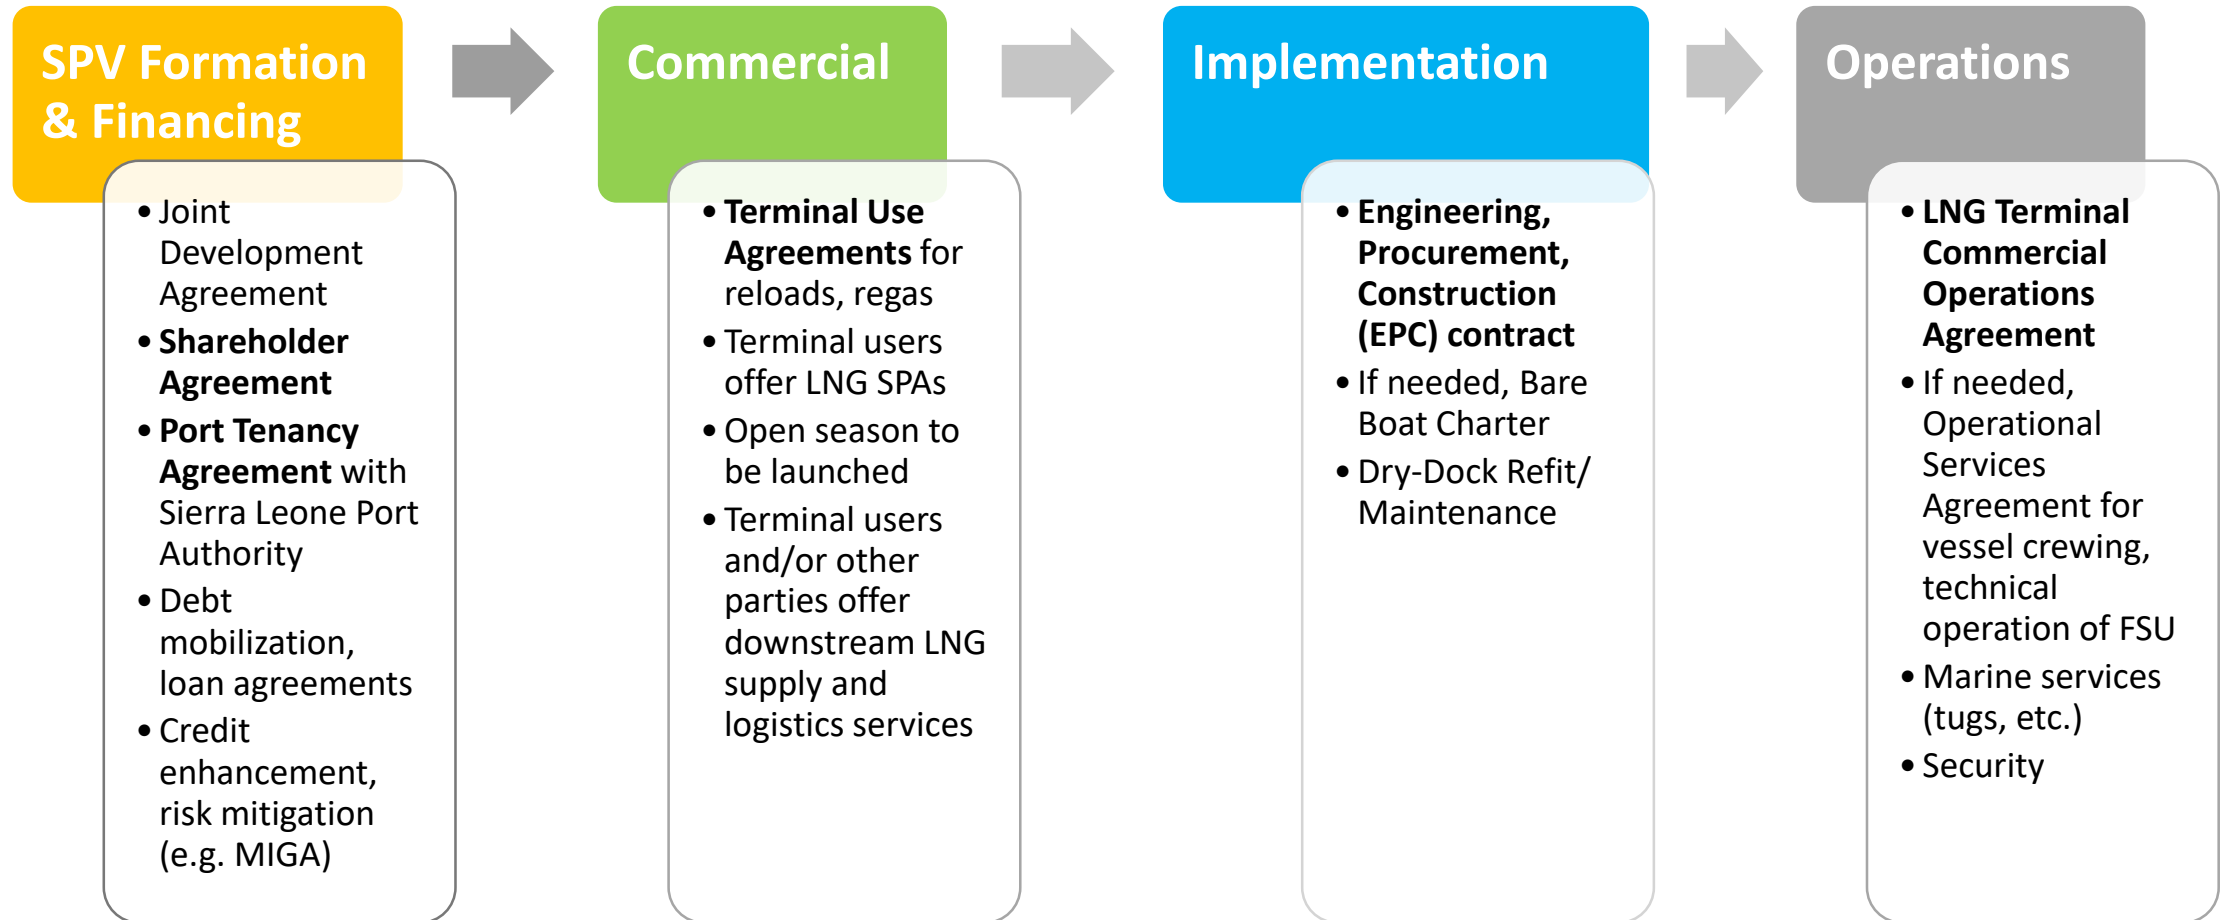 SPV Formation
& Financing
• Joint
Development
Agreement
• Shareholder
Agreement
• Port Tenancy
Agreement with
Sierra Leone Port
Authority
• Debt
mobilization,
loan agreements
• Credit
enhancement,
risk mitigation
(e.g. MIGA)
Commercial
• Terminal Use
Agreements for
reloads, regas
• Terminal users
offer LNG SPAs
• Open season to
be launched
• Terminal users
and/or other
parties offer
downstream LNG
supply and
logistics services
Implementation
• Engineering,
Procurement,
Construction
(EPC) contract
• If needed, Bare
Boat Charter
• Dry-Dock Refit/
Maintenance
Operations
• LNG Terminal
Commercial
Operations
Agreement
• If needed,
Operational
Services
Agreement for
vessel crewing,
technical
operation of FSU
• Marine services
(tugs, etc.)
• Security